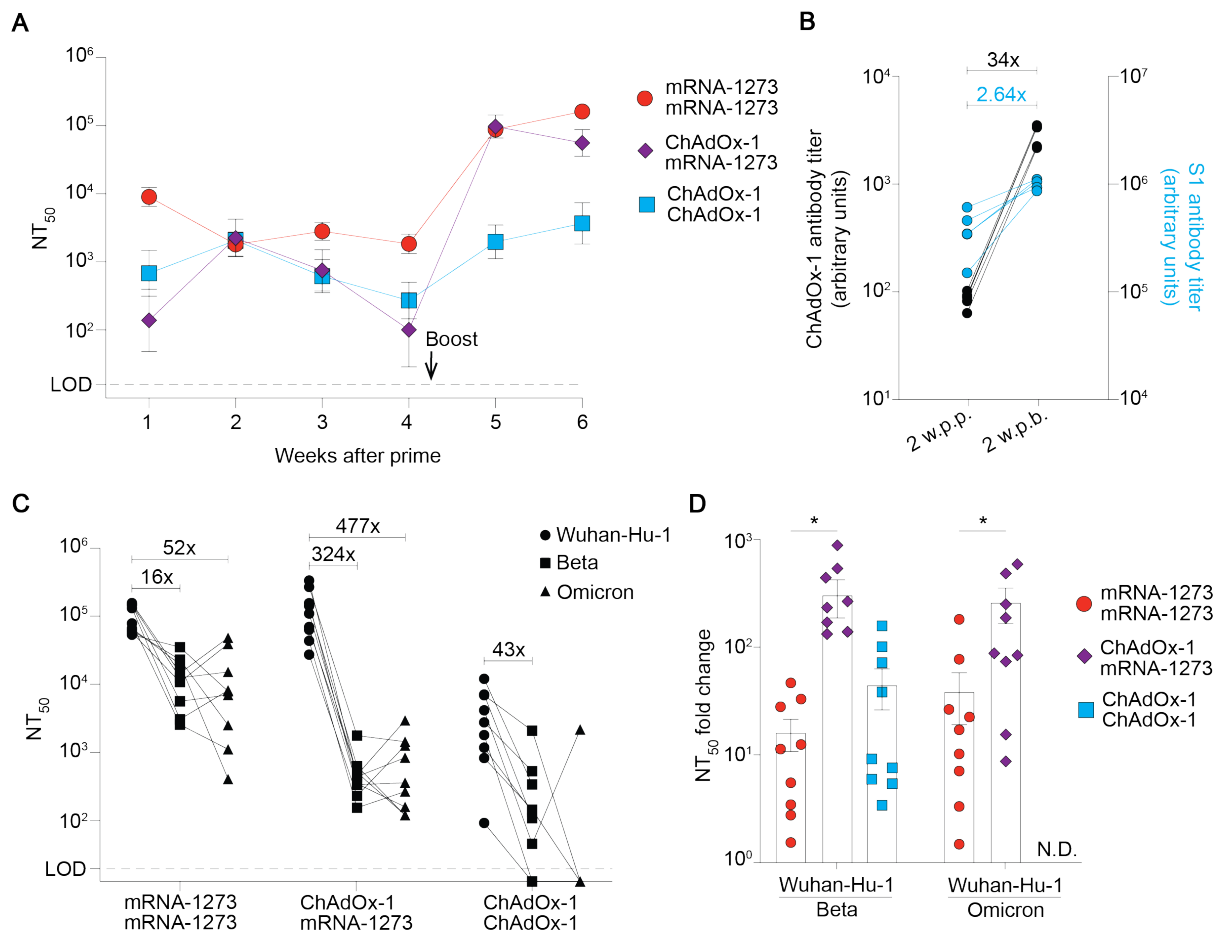 A
10⁶
10⁵
10⁴
10³
10²
LOD
NT₅₀
1 2 3 4 5 6
Weeks after prime
Boost
mRNA-1273
mRNA-1273
ChAdOx-1
mRNA-1273
ChAdOx-1
ChAdOx-1
B
34x
2.64x
10⁴
10³
10²
10¹
ChAdOx-1 antibody titer
(arbitrary units)
10⁷
10⁶
10⁵
10⁴
S1 antibody titer
(arbitrary units)
2 w.p.p. 2 w.p.b.
C
10⁶
10⁵
10⁴
10³
10²
LOD
NT₅₀
52x
16x
477x
324x
43x
Wuhan-Hu-1
Beta
Omicron
mRNA-1273
mRNA-1273
ChAdOx-1
mRNA-1273
ChAdOx-1
ChAdOx-1
D
10³
10²
10¹
10⁰
NT₅₀ fold change
* *
N.D.
Wuhan-Hu-1
Beta
Wuhan-Hu-1
Omicron
mRNA-1273
mRNA-1273
ChAdOx-1
mRNA-1273
ChAdOx-1
ChAdOx-1